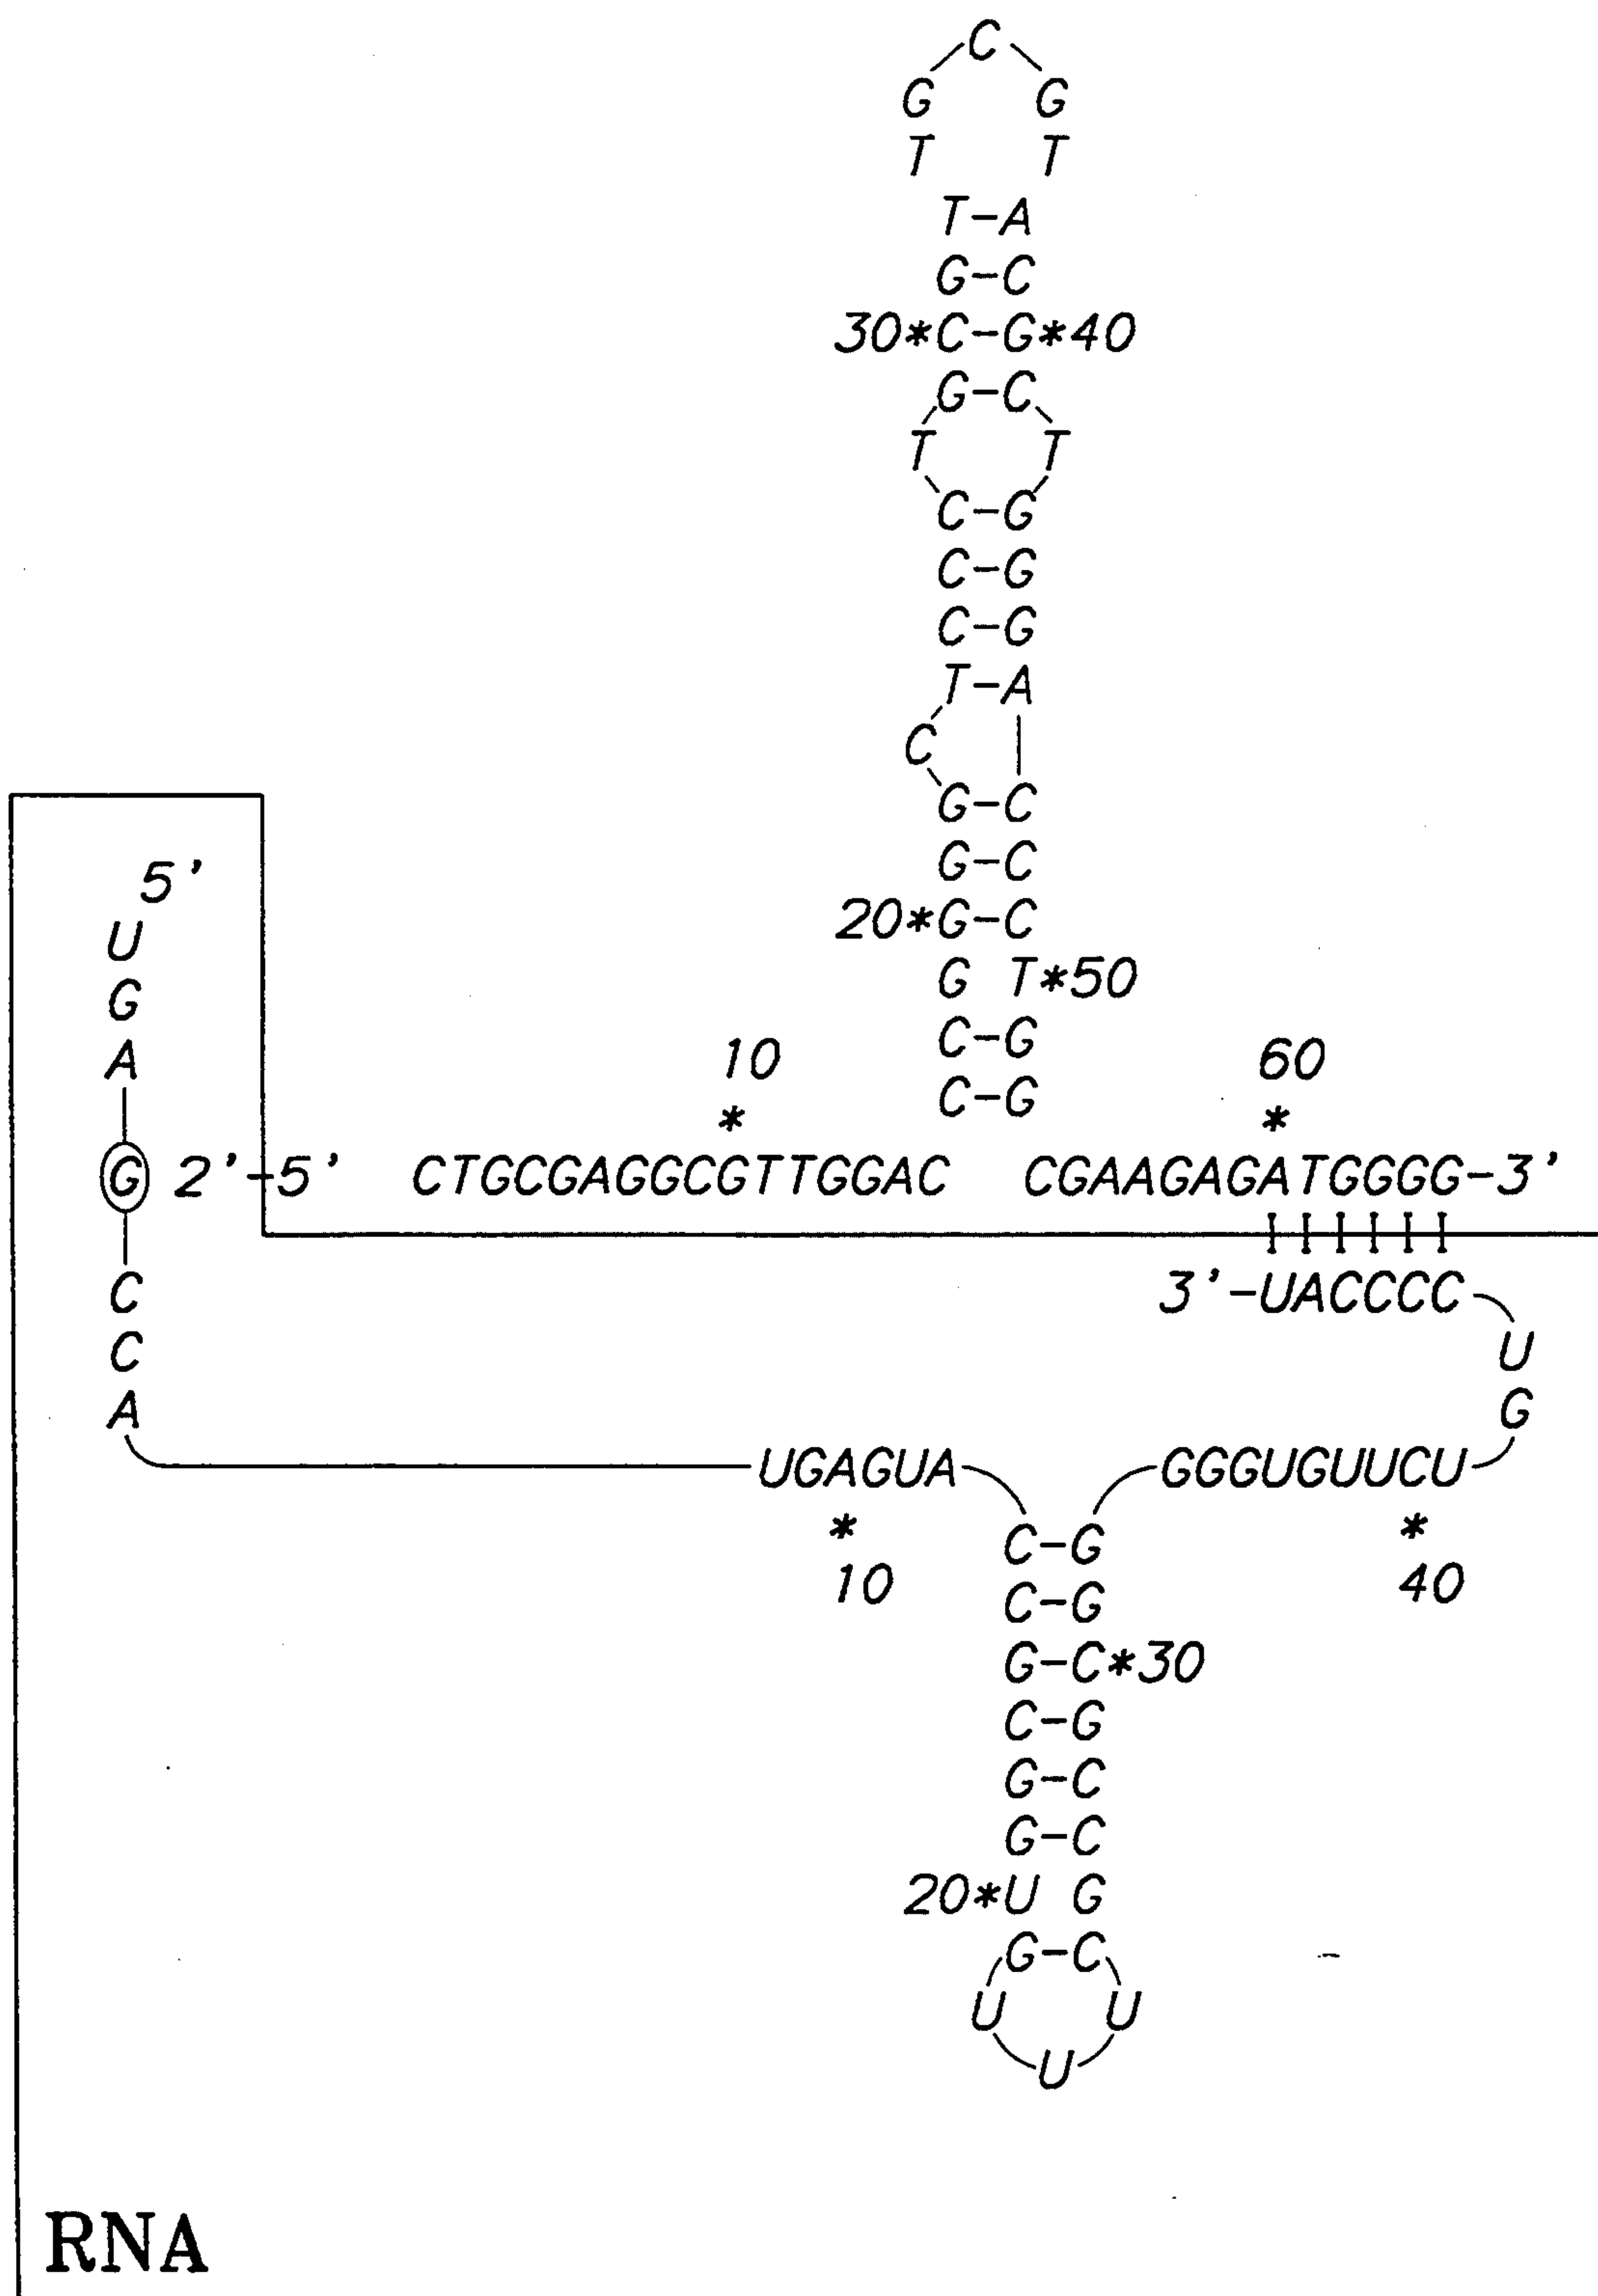 C
G G
T T
T-A
G-C
30*C-G*40
G-C
T T
C-G
C-G
C-G
T-A
C
G-C
5' G-C
U 20*G-C
G G T*50
A 10 C-G 60
* C-G *
G 2'-5' CTGCGAGGCGTTGGAC CGAAGAGATGGGG-3'
C 3'-UACCCC
C U
A G
UGAGUA GGGUGUUCU
* *
10 C-G 40
C-G
G-C*30
C-G
G-C
G-C
20*U G
G-C
U U
U
RNA